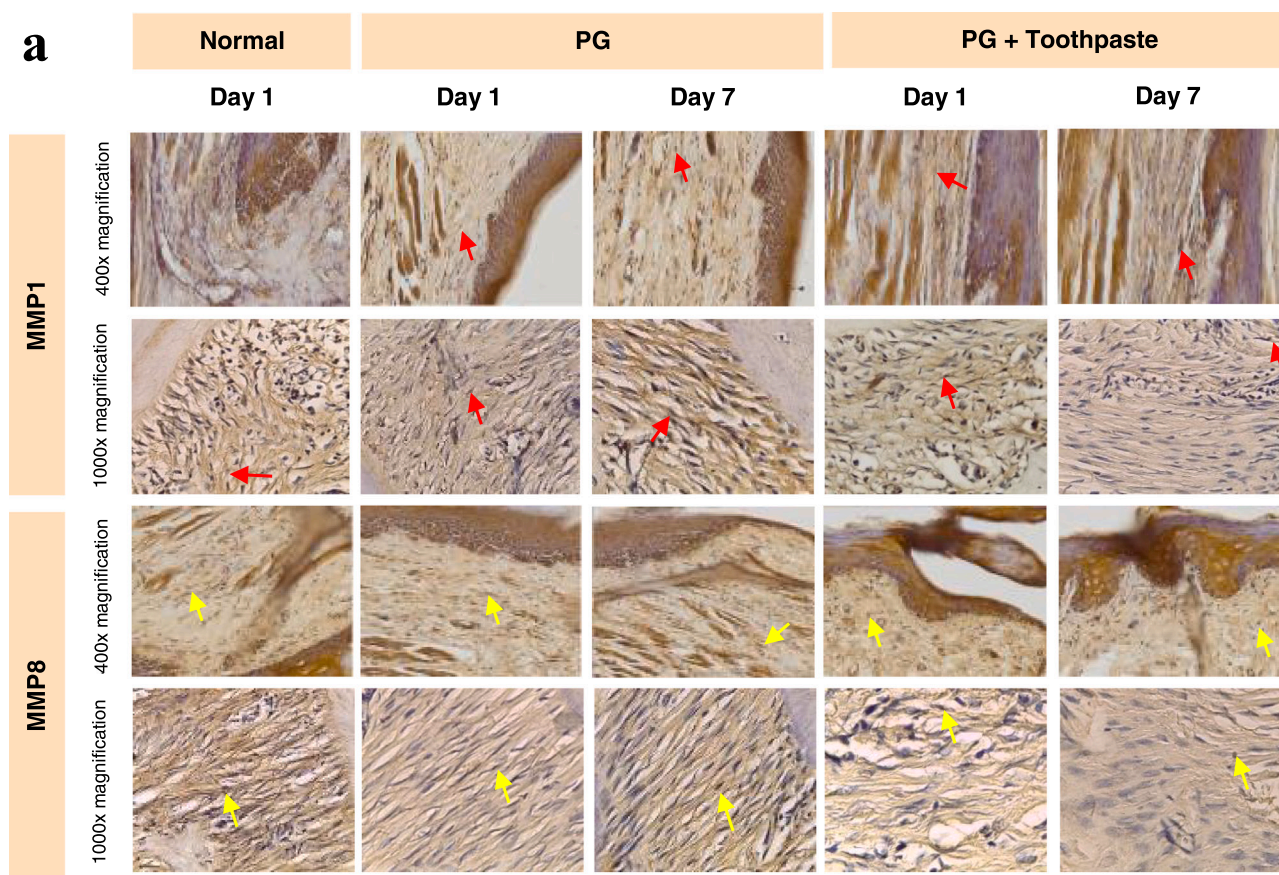 a
Normal
PG
PG + Toothpaste
Day 1
Day 1
Day 7
Day 1
Day 7
MMP1
400x magnification
1000x magnification
MMP8
400x magnification
1000x magnification